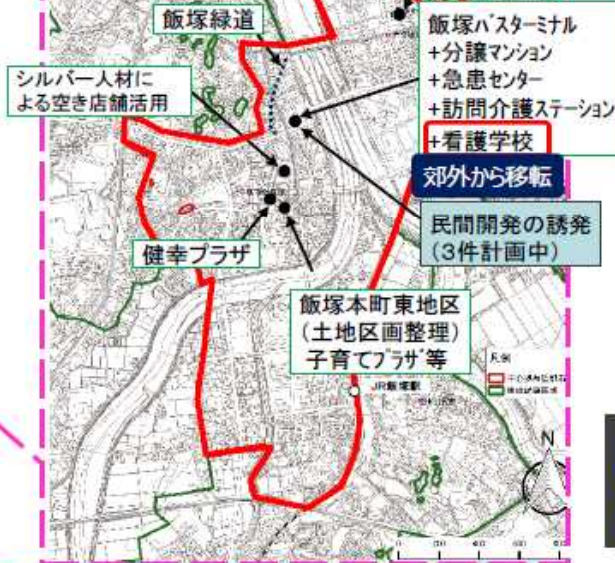 飯塚緑道
シルバー人材に
よる空き店舗活用
飯塚バスターミナル
+分譲マンション
+急患センター
+訪問介護ステーション
+看護学校
郊外から移転
民間開発の誘発
(3件計画中)
健幸プラザ
飯塚本町東地区
(土地区画整理)
子育てプラザ等
凡例
JR飯塚駅
N